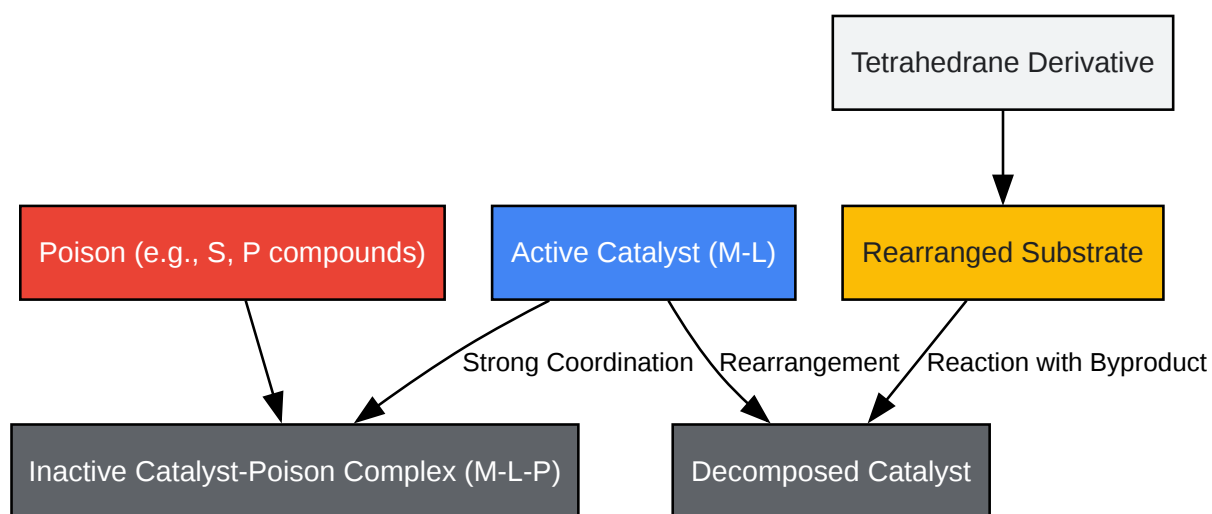 Tetrahedrane Derivative
Poison (e.g., S, P compounds)
Active Catalyst (M-L)
Rearranged Substrate
Strong Coordination
Rearrangement
Reaction with Byproduct
Inactive Catalyst-Poison Complex (M-L-P)
Decomposed Catalyst